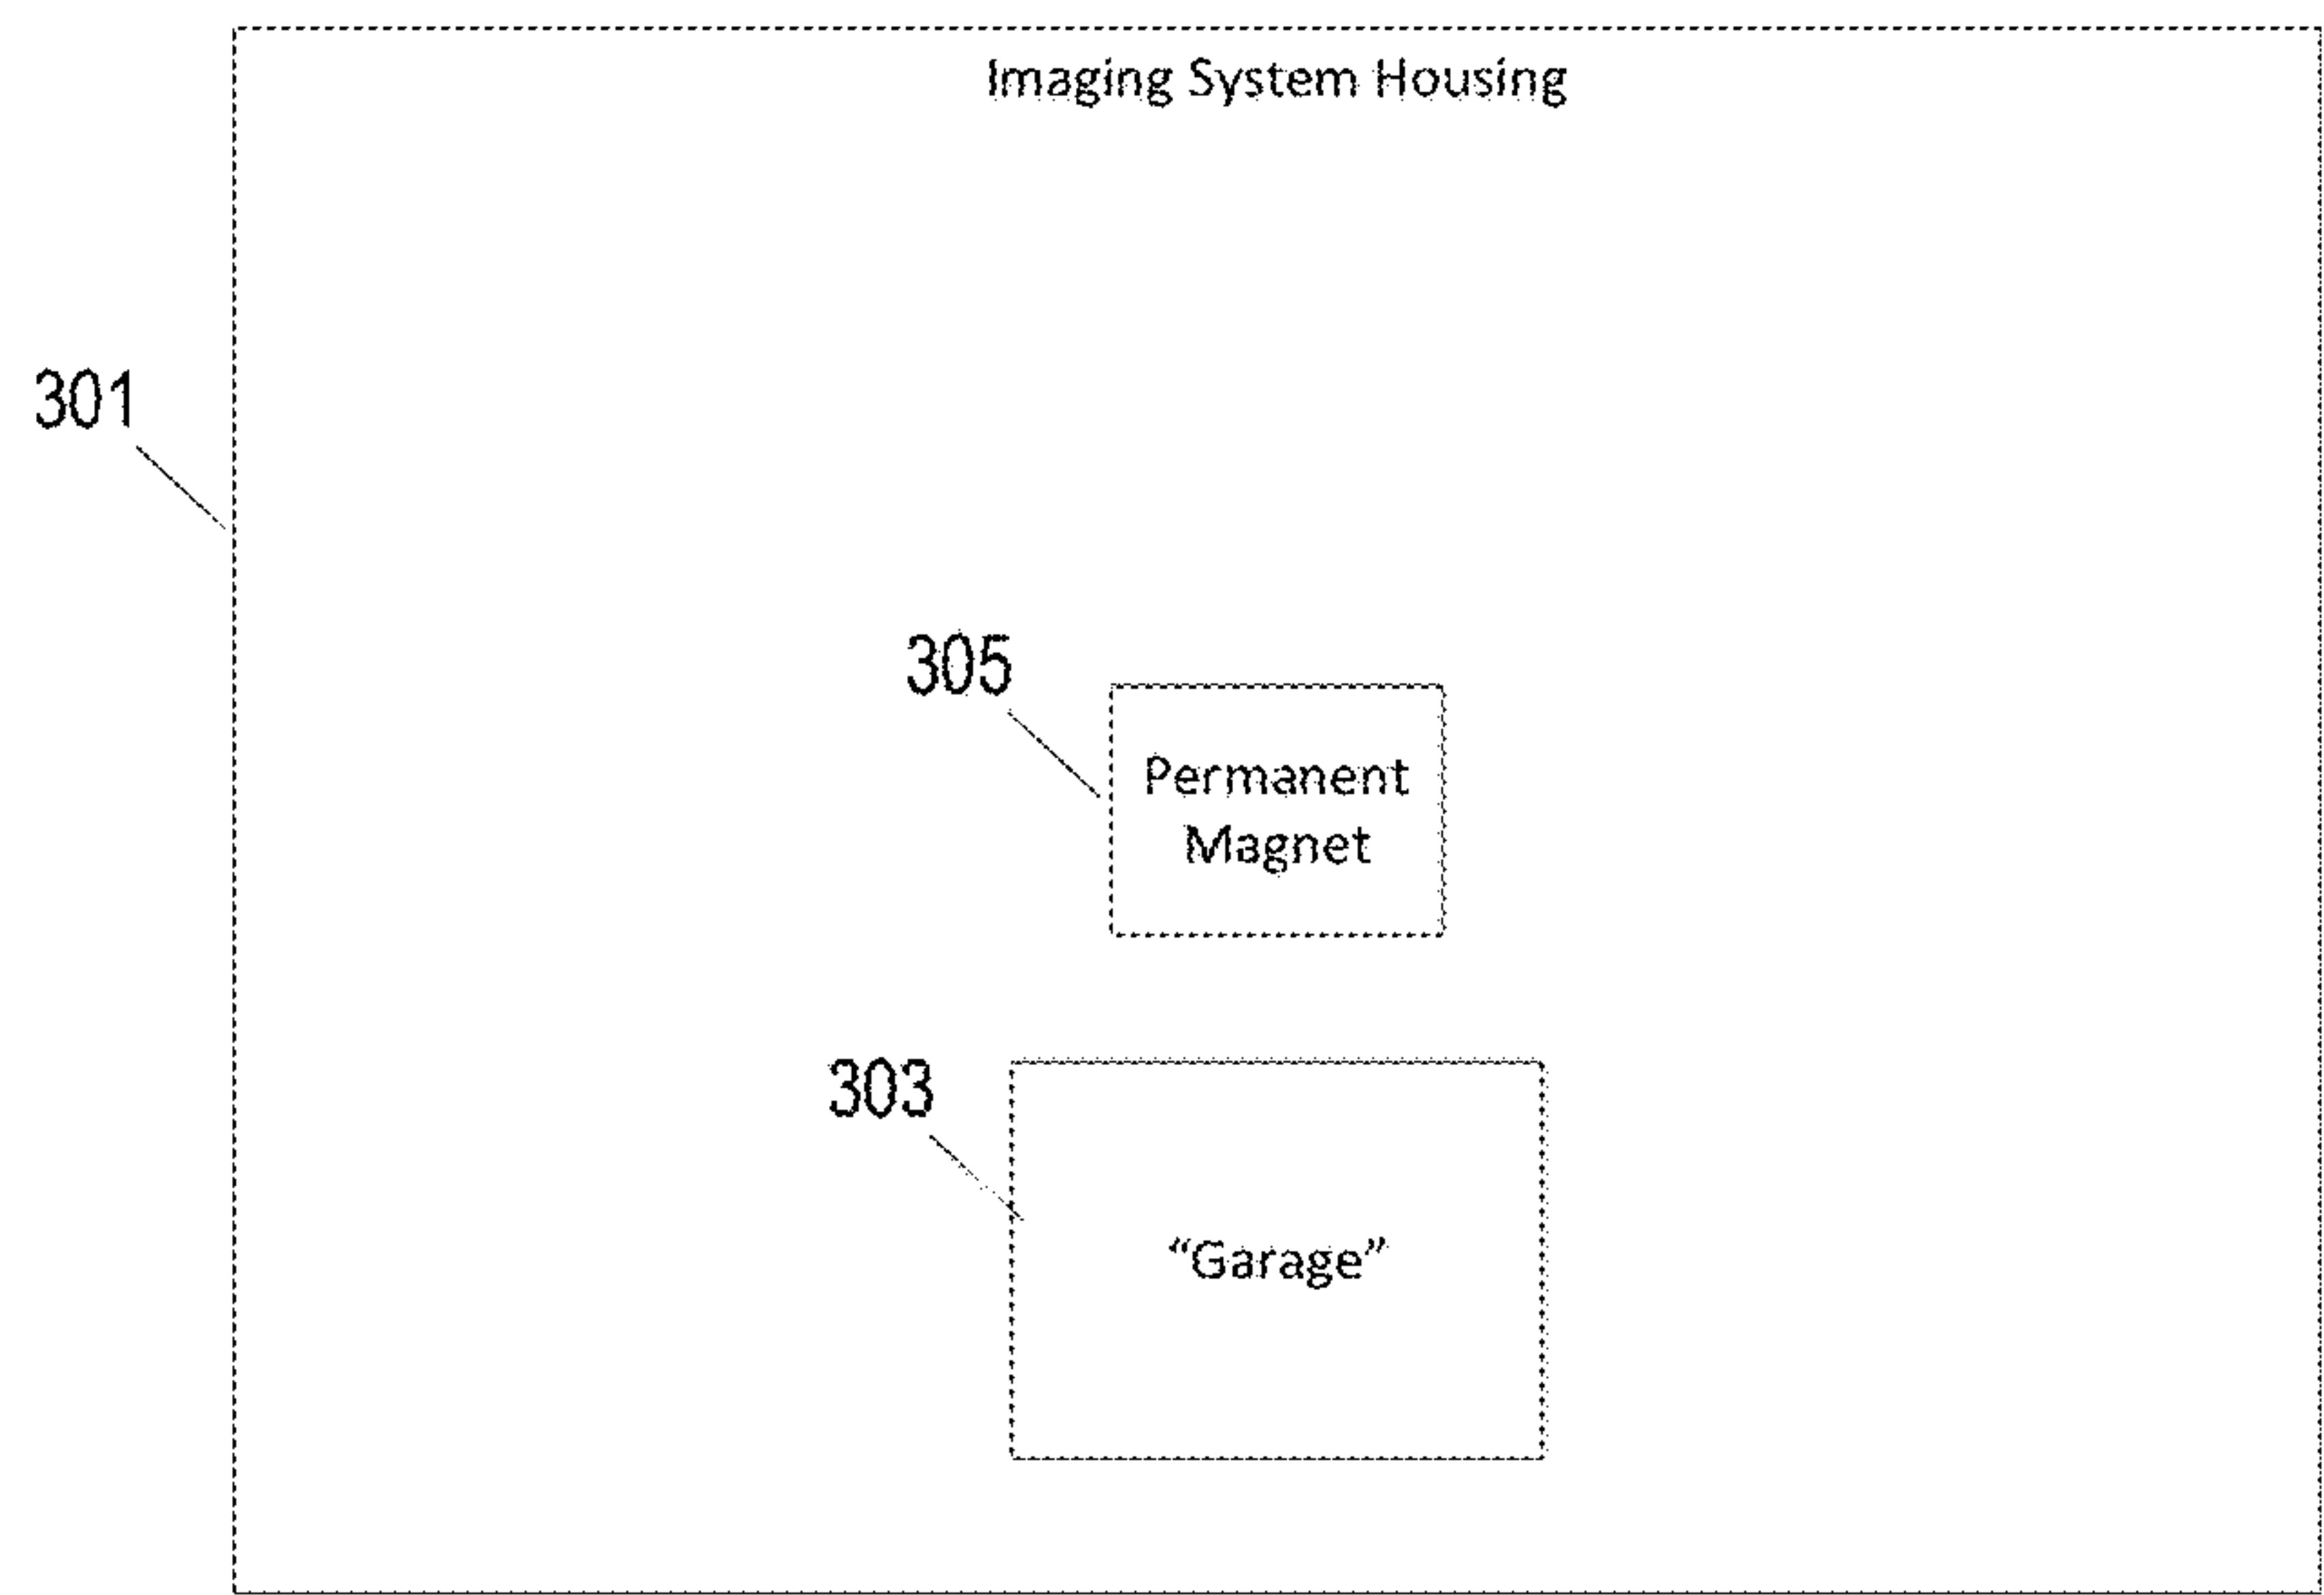 Imaging System Housing
301
305
Permanent
Magnet
303
“Garage”